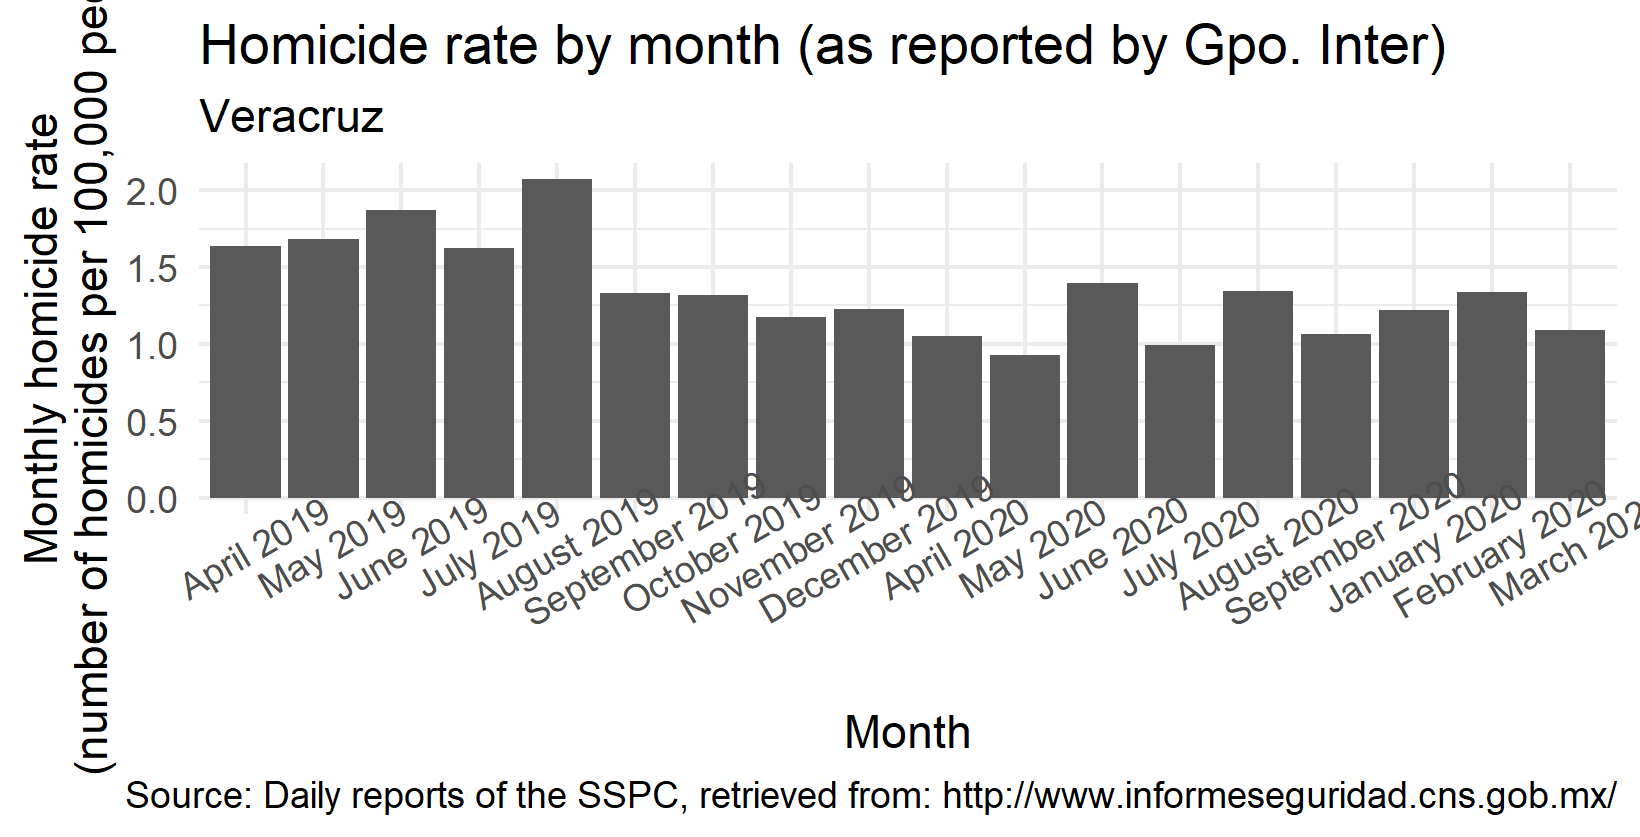 Homicide rate by month (as reported by Gpo. Inter)
Veracruz
Monthly homicide rate
(number of homicides per 100,000
2.0
1.5
1.0
0.5
0.0
April 2019
May 2019
June 2019
July 2019
August 2019
September 2019
October 2019
November 2019
December 2019
April 2020
May 2020
June 2020
July 2020
August 2020
September 2020
January 2020
February 2020
March
Month
Source: Daily reports of the SSPC, retrieved from: http://www.informeseguridad.cns.gob.mx/